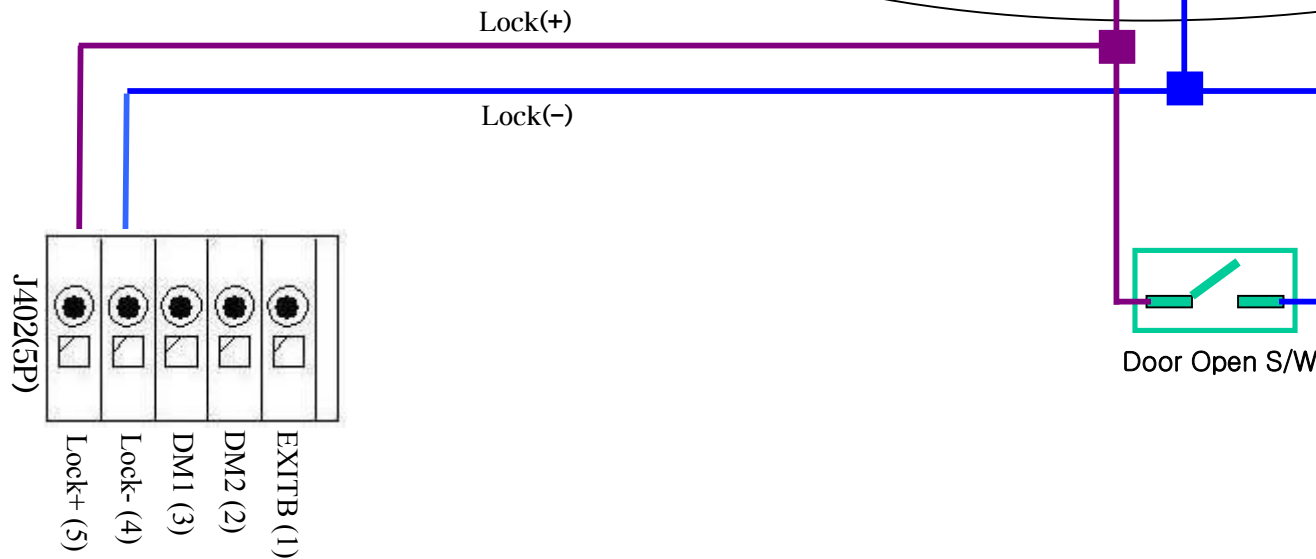 Lock(+)
Lock(-)
Door Open S/W
J402(5P)
Lock+ (5)
Lock- (4)
DM1 (3)
DM2 (2)
EXITB (1)